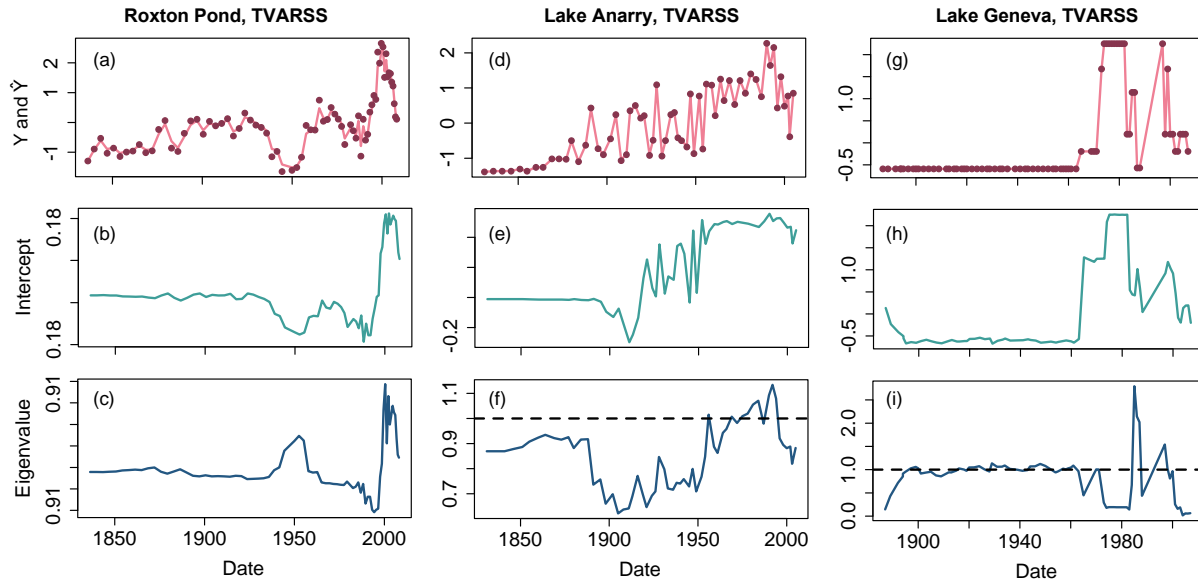 Roxton Pond, TVARSS
Lake Anarry, TVARSS
Lake Geneva, TVARSS
Y and Ŷ
2
1
-1
(a)
2
1
0
-1
(d)
1.0
-0.5
(g)
Intercept
0.18
0.18
(b)
-0.2
(e)
1.0
-0.5
(h)
Eigenvalue
0.91
0.91
(c)
1.1
0.9
0.7
(f)
2.0
1.0
0.0
(i)
1850 1900 1950 2000
1850 1900 1950 2000
1900 1940 1980
Date
Date
Date